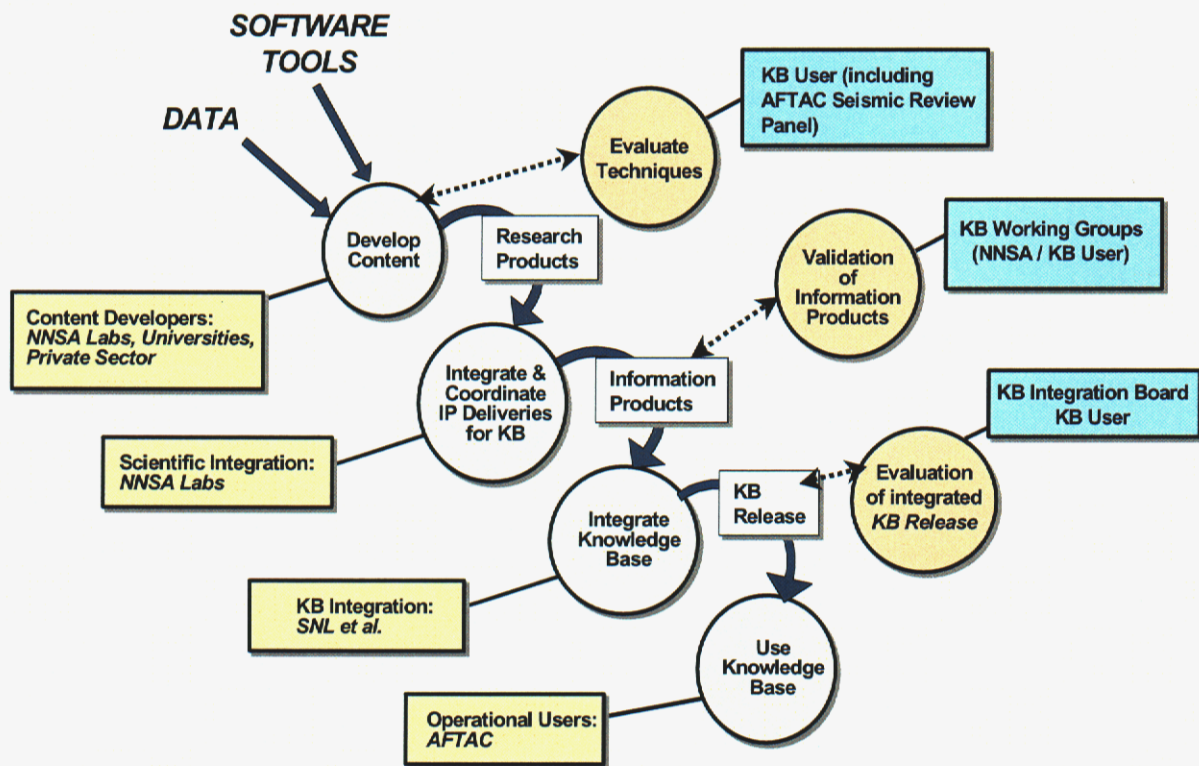 SOFTWARE
TOOLS
DATA
KB User (including
AFTAC Seismic Review
Panel)
Evaluate
Techniques
Develop
Content
Research
Products
KB Working Groups
(NNSA / KB User)
Validation
of
Information
Products
Content Developers:
NNSA Labs, Universities,
Private Sector
Integrate &
Coordinate
IP Deliveries
for KB
Information
Products
KB Integration Board
KB User
Scientific Integration:
NNSA Labs
KB
Release
Evaluation
of integrated
KB Release
Integrate
Knowledge
Base
KB Integration:
SNL et al.
Use
Knowledge
Base
Operational Users:
AFTAC